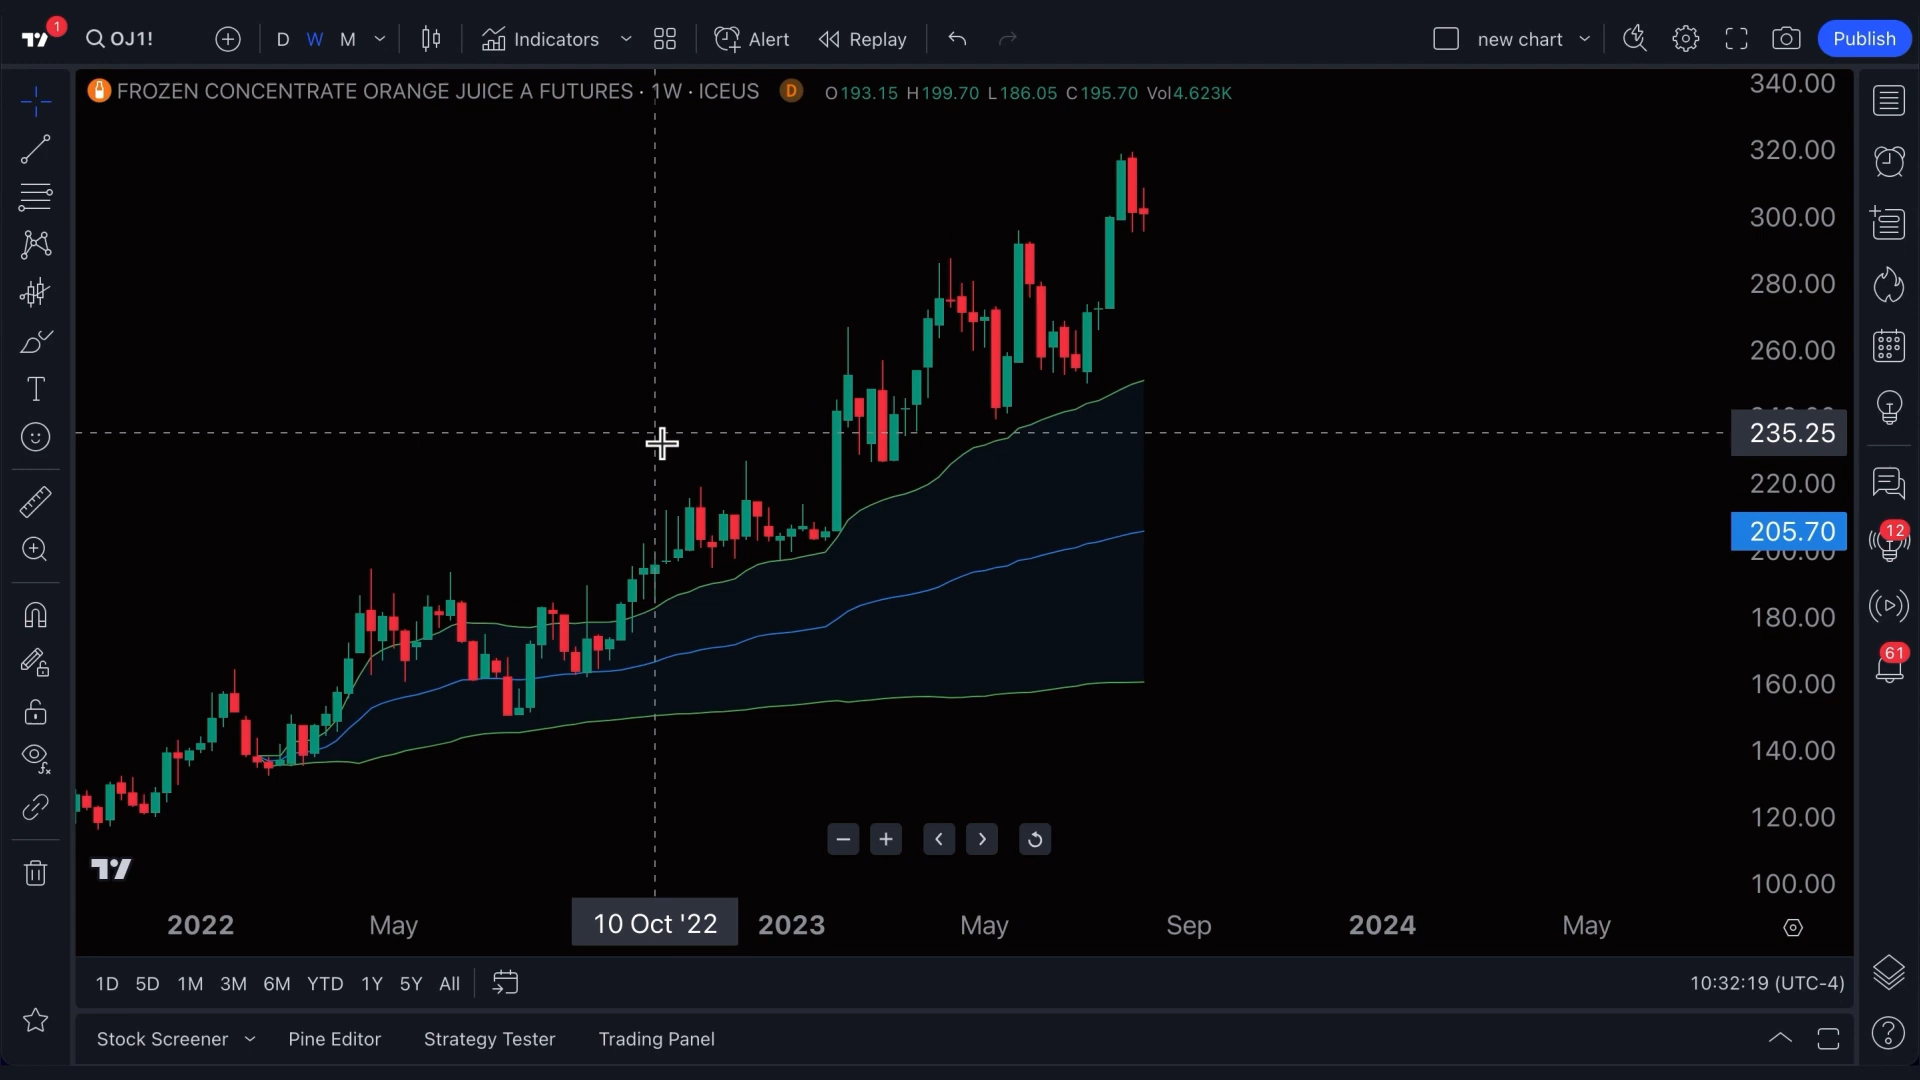 1
OJ1!
D W M
Indicators
Alert
Replay
new chart
Publish
FROZEN CONCENTRATE ORANGE JUICE A FUTURES · 1W · ICEUS D O193.15 H199.70 L186.05 C195.70 Vol4.623K
340.00
320.00
300.00
280.00
260.00
235.25
220.00
205.70
200.00
180.00
160.00
140.00
120.00
100.00
12
61
2022 May 10 Oct '22 2023 May Sep 2024 May
1D 5D 1M 3M 6M YTD 1Y 5Y All
10:32:19 (UTC-4)
Stock Screener Pine Editor Strategy Tester Trading Panel